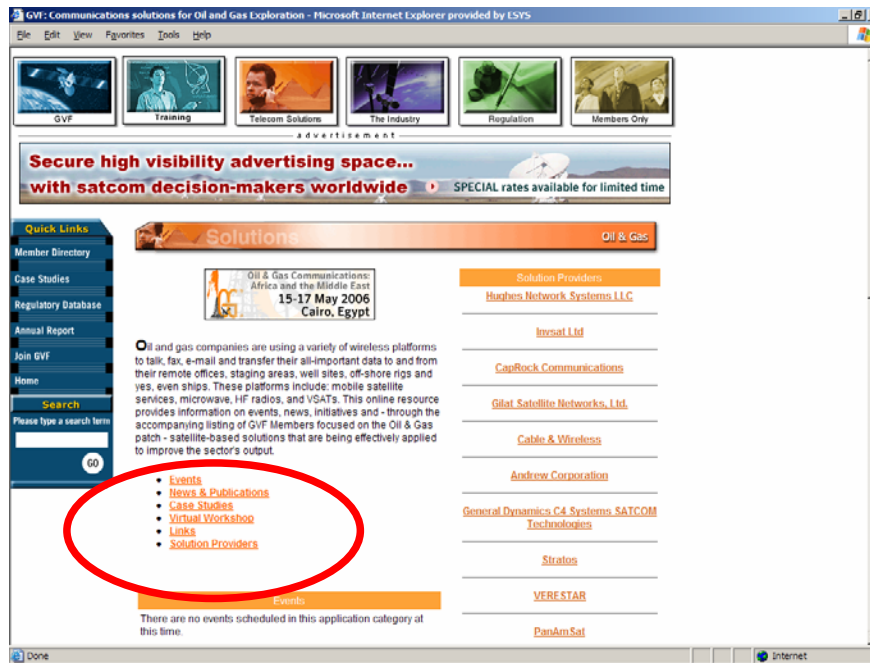 GVF: Communications solutions for Oil and Gas Exploration - Microsoft Internet Explorer provided by ESYS
File Edit View Favorites Tools Help
GVF
Training
Telecom Solutions
The Industry
Regulation
Members Only
advertisement
Secure high visibility advertising space...
with satcom decision-makers worldwide
SPECIAL rates available for limited time
Quick Links
Member Directory
Case Studies
Regulatory Database
Annual Report
Join GVF
Home
Search
Please type a search term
GO
Solutions
Oil & Gas
Oil & Gas Communications:
Africa and the Middle East
15-17 May 2006
Cairo, Egypt
Oil and gas companies are using a variety of wireless platforms
to talk, fax, e-mail and transfer their all-important data to and from
their remote offices, staging areas, well sites, off-shore rigs and
yes, even ships. These platforms include: mobile satellite
services, microwave, HF radios, and VSATs. This online resource
provides information on events, news, initiatives and - through the
accompanying listing of GVF Members focused on the Oil & Gas
patch - satellite-based solutions that are being effectively applied
to improve the sector's output.
Events
News & Publications
Case Studies
Virtual Workshop
Links
Solution Providers
Events
There are no events scheduled in this application category at
this time.
Solution Providers
Hughes Network Systems LLC
Invsat Ltd
CapRock Communications
Gilat Satellite Networks, Ltd.
Cable & Wireless
Andrew Corporation
General Dynamics C4 Systems SATCOM
Technologies
Stratos
VERESTAR
PanAmSat
Done
Internet